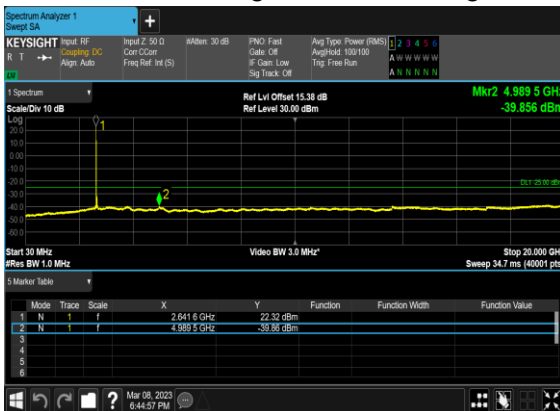 Spectrum Analyzer 1
Swept SA
+
KEYSIGHT Input: RF Input Z: 50 Ω #Atten: 30 dB PNO: Fast Avg Type: Power (RMS) 1 2 3 4 5 6
R T Coupling: DC Corr CCorr Gate: Off Avg|Hold: 100/100 A W W W W W
Align: Auto Freq Ref: Int (S) IF Gain: Low Trig: Free Run
LV Sig Track: Off A N N N N N
1 Spectrum Ref Lvl Offset 15.38 dB Mkr2 4.989 5 GHz
Scale/Div 10 dB Ref Level 30.00 dBm -39.856 dBm
Log
20.0
10.0
0.00
-10.0
-20.0
-30.0
-40.0
-50.0
-60.0
1
2
DL1 -25.00 dBm
Start 30 MHz Video BW 3.0 MHz* Stop 20.000 GHz
#Res BW 1.0 MHz Sweep 34.7 ms (40001 pts)
5 Marker Table
Mode Trace Scale X Y Function Function Width Function Value
1 N 1 f 2.641 6 GHz 22.32 dBm
2 N 1 f 4.989 5 GHz -39.86 dBm
3
4
5
6
? Mar 08, 2023
6:44:57 PM